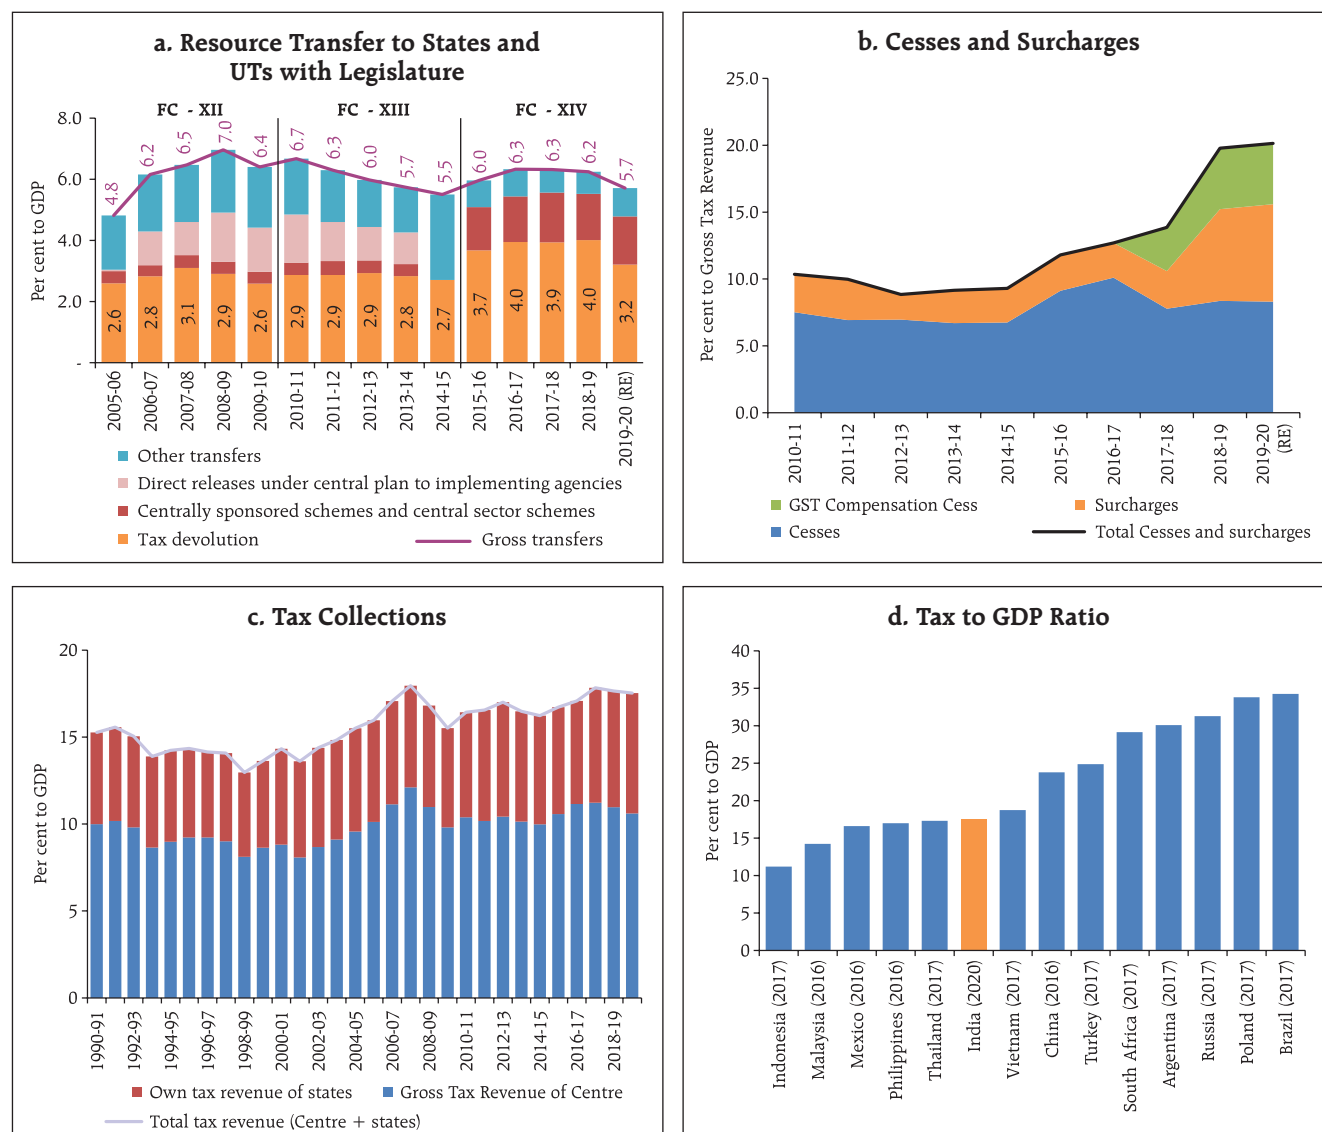 a. Resource Transfer to States and
UTs with Legislature
FC - XII
FC - XIII
FC - XIV
Per cent to GDP
8.0
6.0
4.0
2.0
-
4.8
6.2
6.5
7.0
6.4
6.7
6.3
6.0
5.7
5.5
6.0
6.3
6.3
6.2
5.7
2.6
2.8
3.1
2.9
2.6
2.9
2.9
2.9
2.8
2.7
3.7
4.0
3.9
4.0
3.2
2005-06
2006-07
2007-08
2008-09
2009-10
2010-11
2011-12
2012-13
2013-14
2014-15
2015-16
2016-17
2017-18
2018-19
2019-20 (RE)
Other transfers
Direct releases under central plan to implementing agencies
Centrally sponsored schemes and central sector schemes
Tax devolution
Gross transfers
b. Cesses and Surcharges
Per cent to Gross Tax Revenue
25.0
20.0
15.0
10.0
5.0
0.0
2010-11
2011-12
2012-13
2013-14
2014-15
2015-16
2016-17
2017-18
2018-19
2019-20
(RE)
GST Compensation Cess
Surcharges
Cesses
Total Cesses and surcharges
c. Tax Collections
Per cent to GDP
20
15
10
5
0
1990-91
1992-93
1994-95
1996-97
1998-99
2000-01
2002-03
2004-05
2006-07
2008-09
2010-11
2012-13
2014-15
2016-17
2018-19
Own tax revenue of states
Gross Tax Revenue of Centre
Total tax revenue (Centre + states)
d. Tax to GDP Ratio
Per cent to GDP
40
35
30
25
20
15
10
5
0
Indonesia (2017)
Malaysia (2016)
Mexico (2016)
Philippines (2016)
Thailand (2017)
India (2020)
Vietnam (2017)
China (2016)
Turkey (2017)
South Africa (2017)
Argentina (2017)
Russia (2017)
Poland (2017)
Brazil (2017)